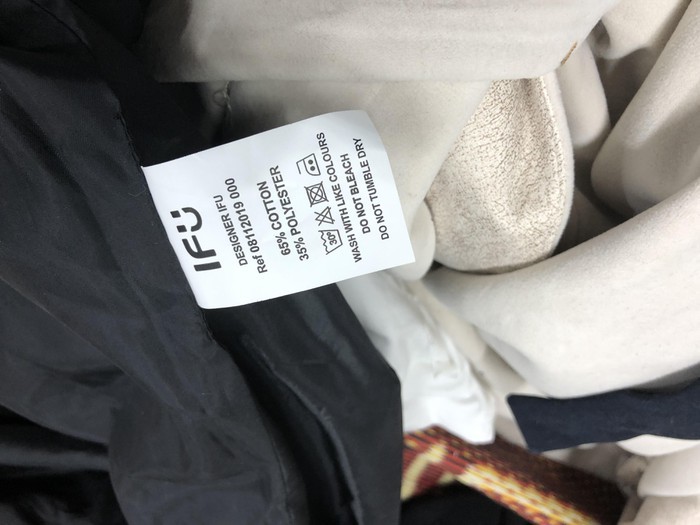 IFÜ
DESIGNER IFU
Ref 08112019 000
65% COTTON
35% POLYESTER
30°
WASH WITH LIKE COLOURS
DO NOT BLEACH
DO NOT TUMBLE DRY